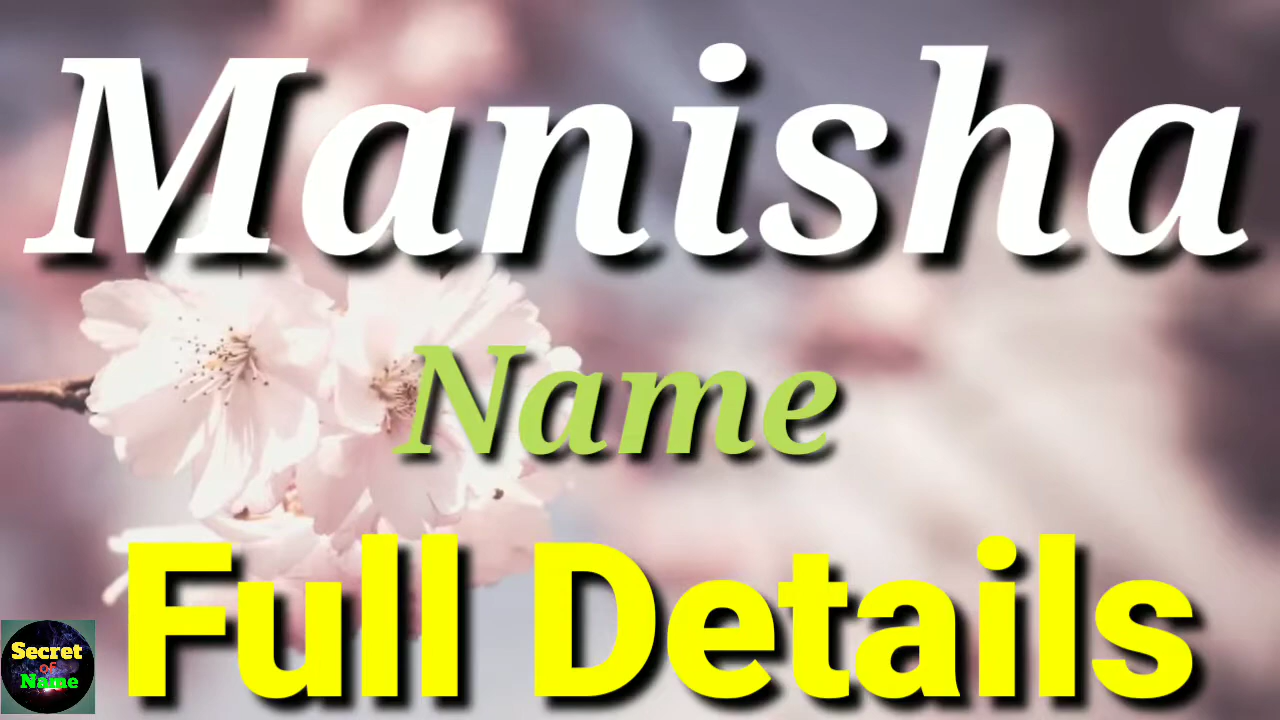 Manisha
Name
Full Details
Secret
OF
Name